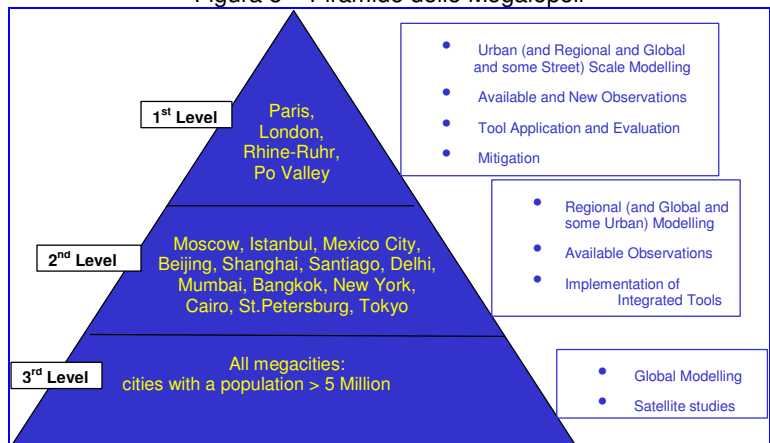 Figura 3 – Piramide delle Megalopoli
1st Level
Paris,
London,
Rhine-Ruhr,
Po Valley
• Urban (and Regional and Global
and some Street) Scale Modelling
• Available and New Observations
• Tool Application and Evaluation
• Mitigation
2nd Level
Moscow, Istanbul, Mexico City,
Beijing, Shanghai, Santiago, Delhi,
Mumbai, Bangkok, New York,
Cairo, St.Petersburg, Tokyo
• Regional (and Global and
some Urban) Modelling
• Available Observations
• Implementation of
Integrated Tools
3rd Level
All megacities:
cities with a population > 5 Million
• Global Modelling
• Satellite studies